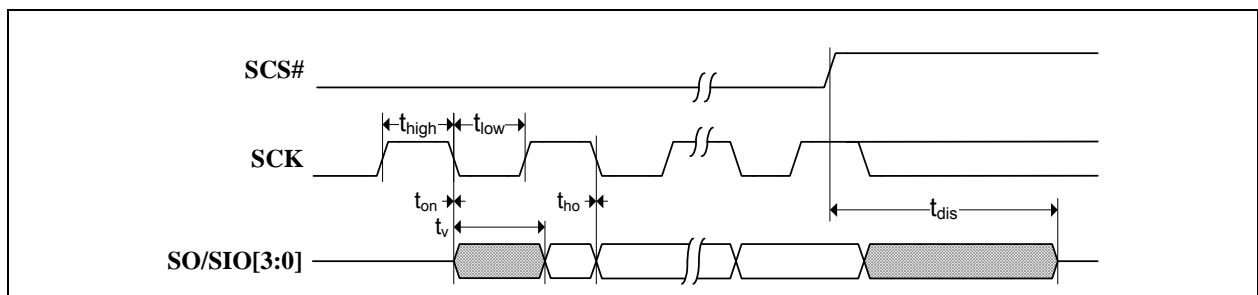 SCS#
thigh
tlow
SCK
ton
tho
tv
tdis
SO/SIO[3:0]